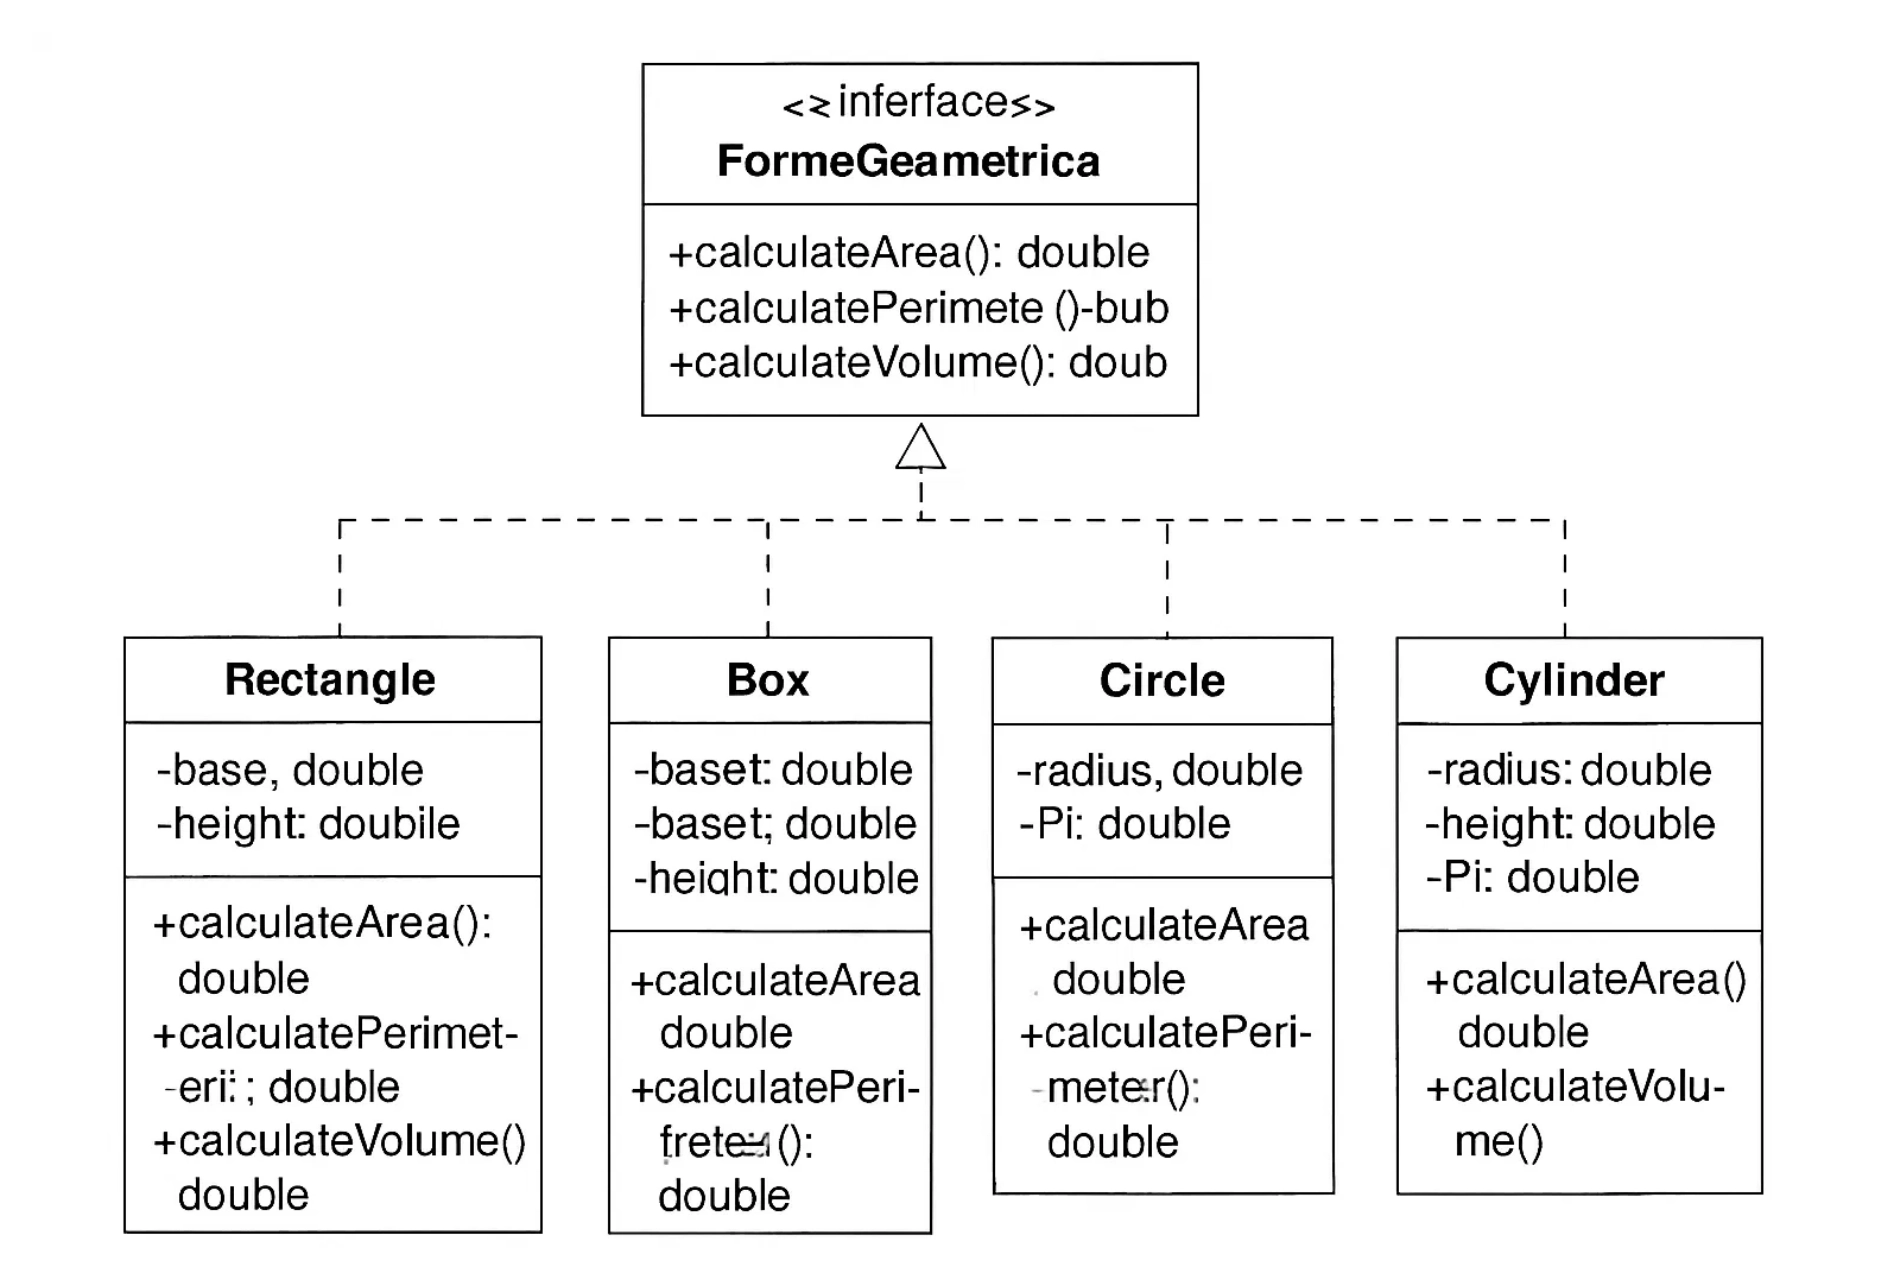 <≥inferface≤>
FormeGeametrica
+calculateArea(): double
+calculatePerimete ()-bub
+calculateVolume(): doub
Rectangle
-base, double
-height: doubile
+calculateArea():
double
+calculatePerimet-
-eri: ; double
+calculateVolume()
double
Box
-baset: double
-baset; double
-height: double
+calculateArea
double
+calculatePeri-
():
double
Circle
-radius, double
-Pi: double
+calculateArea
double
+calculatePeri-
-meter():
double
Cylinder
-radius: double
-height: double
-Pi: double
+calculateArea()
double
+calculateVolu-
me()